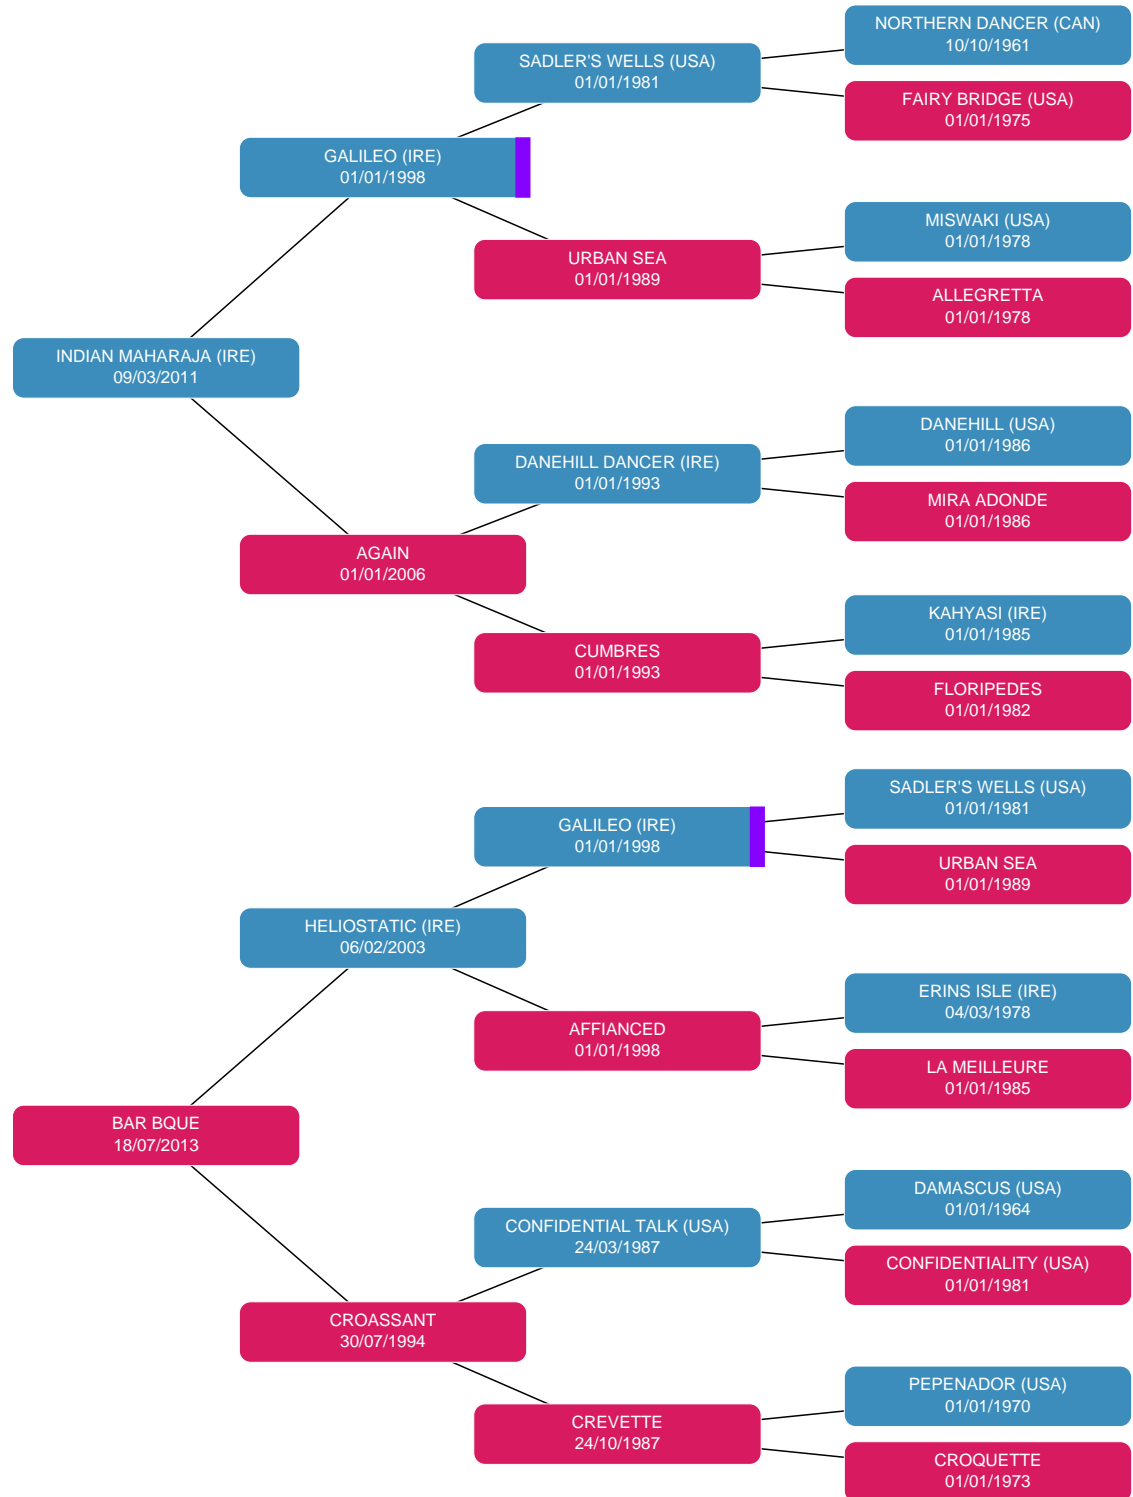 NORTHERN DANCER (CAN)
10/10/1961
SADLER'S WELLS (USA)
01/01/1981
FAIRY BRIDGE (USA)
01/01/1975
GALILEO (IRE)
01/01/1998
MISWAKI (USA)
01/01/1978
URBAN SEA
01/01/1989
ALLEGRETTA
01/01/1978
INDIAN MAHARAJA (IRE)
09/03/2011
DANEHILL (USA)
01/01/1986
DANEHILL DANCER (IRE)
01/01/1993
MIRA ADONDE
01/01/1986
AGAIN
01/01/2006
KAHYASI (IRE)
01/01/1985
CUMBRES
01/01/1993
FLORIPEDES
01/01/1982
SADLER'S WELLS (USA)
01/01/1981
GALILEO (IRE)
01/01/1998
URBAN SEA
01/01/1989
HELIOSTATIC (IRE)
06/02/2003
ERINS ISLE (IRE)
04/03/1978
AFFIANCED
01/01/1998
LA MEILLEURE
01/01/1985
BAR BQUE
18/07/2013
DAMASCUS (USA)
01/01/1964
CONFIDENTIAL TALK (USA)
24/03/1987
CONFIDENTIALITY (USA)
01/01/1981
CROASSANT
30/07/1994
PEPENADOR (USA)
01/01/1970
CREVETTE
24/10/1987
CROQUETTE
01/01/1973